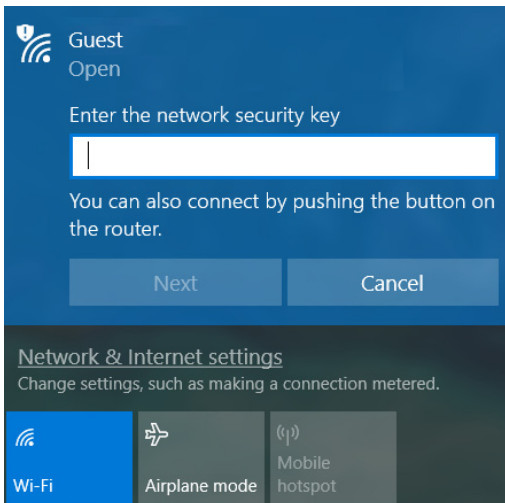 Guest
Open
Enter the network security key
You can also connect by pushing the button on
the router.
Next
Cancel
Network & Internet settings
Change settings, such as making a connection metered.
Wi-Fi
Airplane mode
Mobile
hotspot